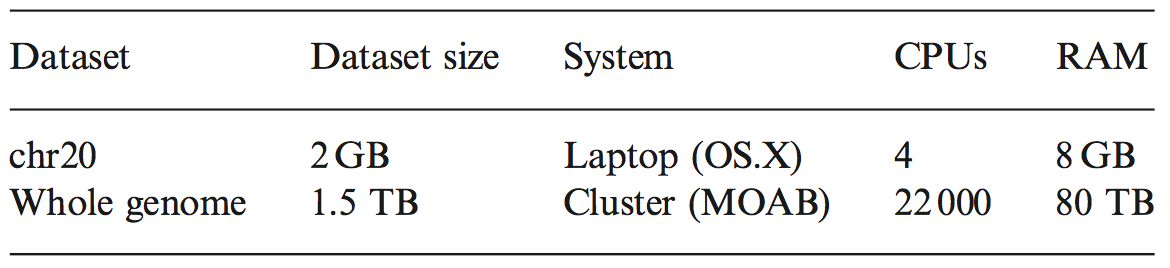 Dataset Dataset size System CPUs RAM
chr20 2 GB Laptop (OS.X) 4 8 GB
Whole genome 1.5 TB Cluster (MOAB) 22 000 80 TB